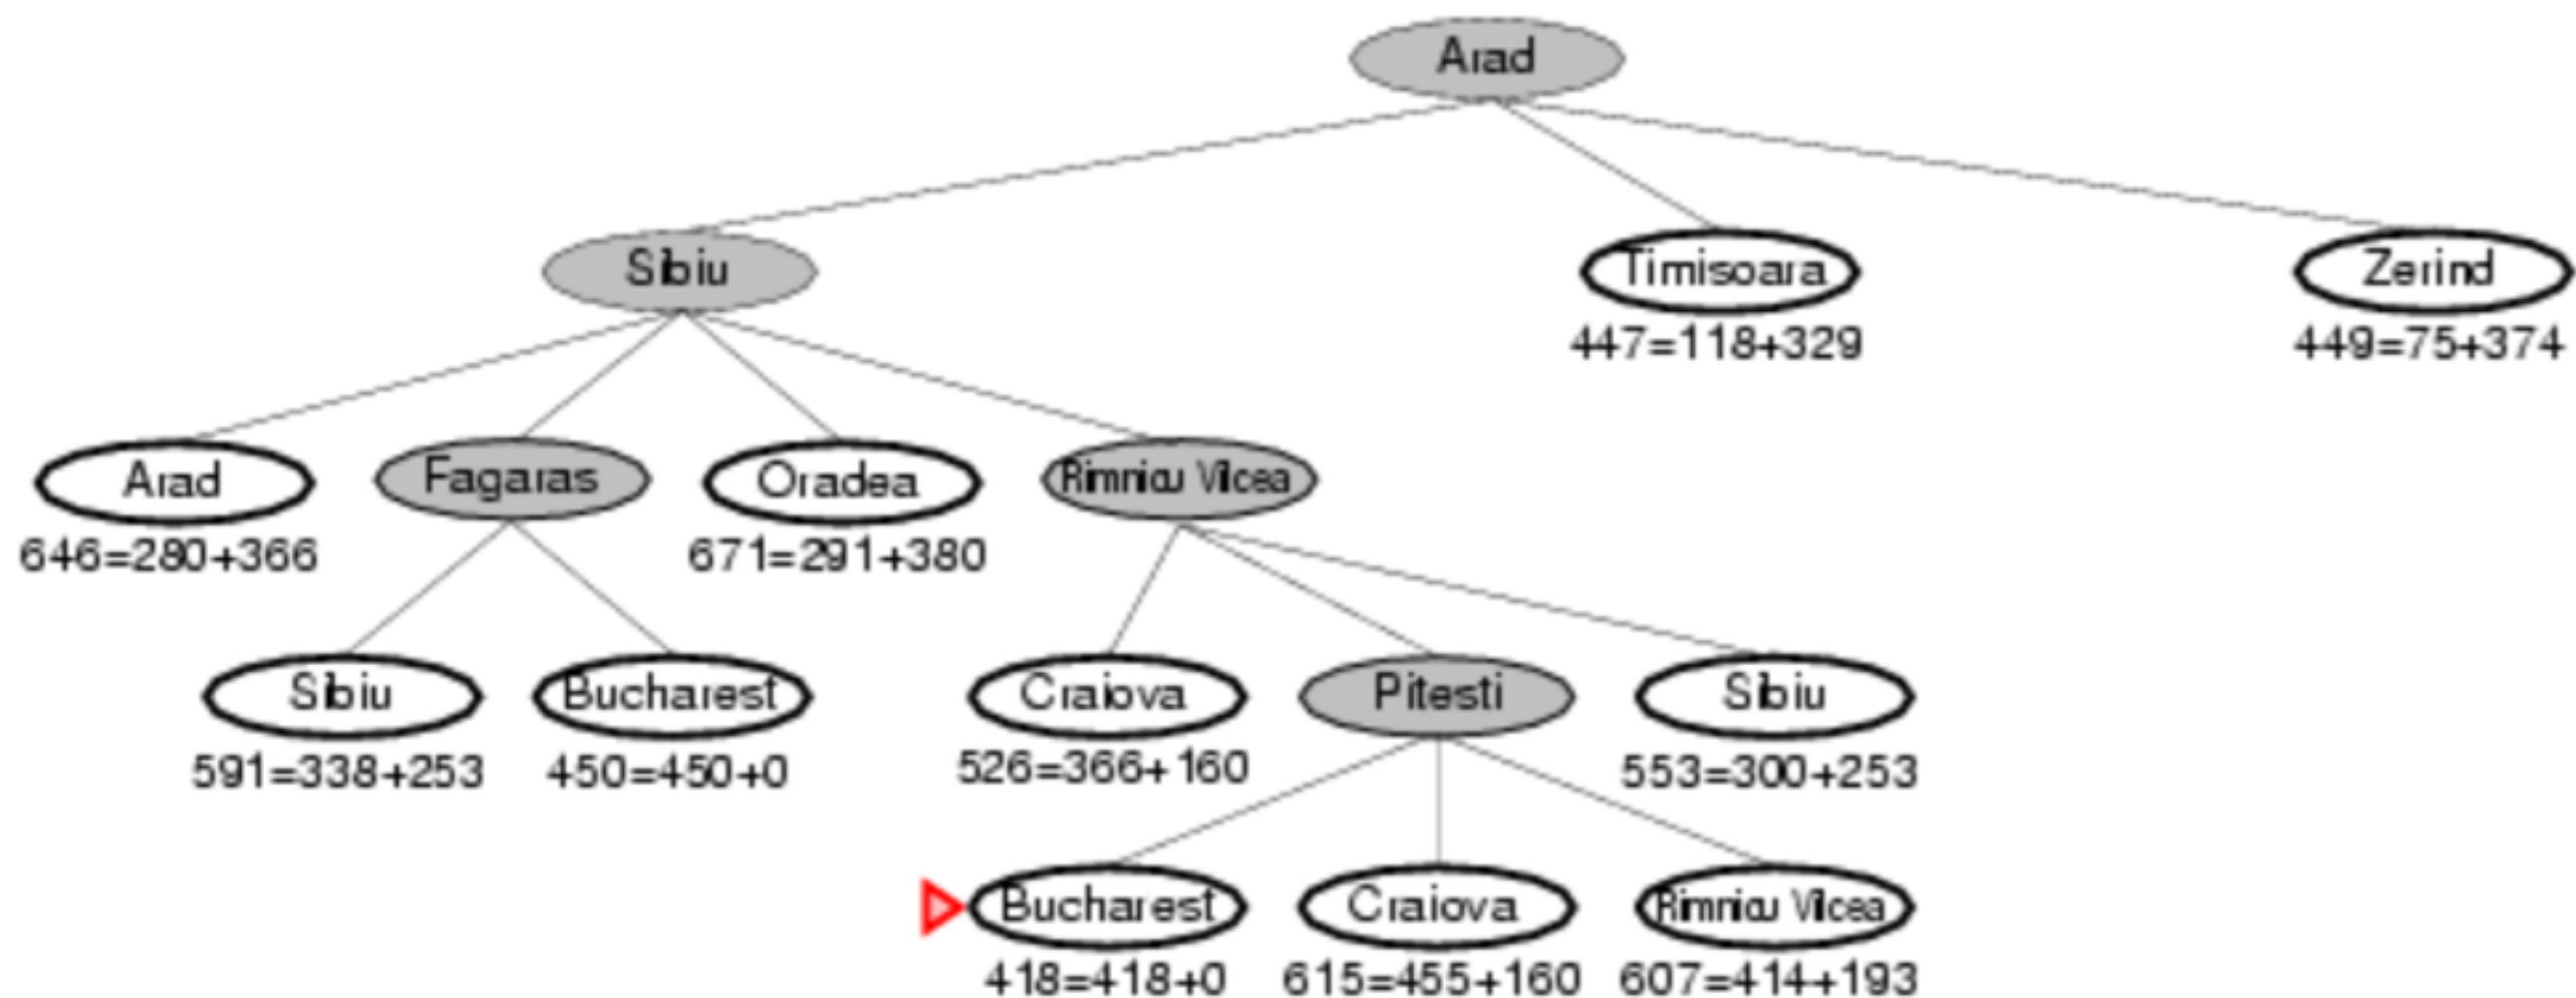 Arad
Sibiu
Timisoara
Zerind
447=118+329
449=75+374
Arad
Fagaras
Oradea
Rimnicu Vilcea
646=280+366
671=291+380
Sibiu
Bucharest
Craiova
Pitesti
Sibiu
591=338+253
450=450+0
526=366+160
553=300+253
Bucharest
Craiova
Rimnicu Vilcea
418=418+0
615=455+160
607=414+193